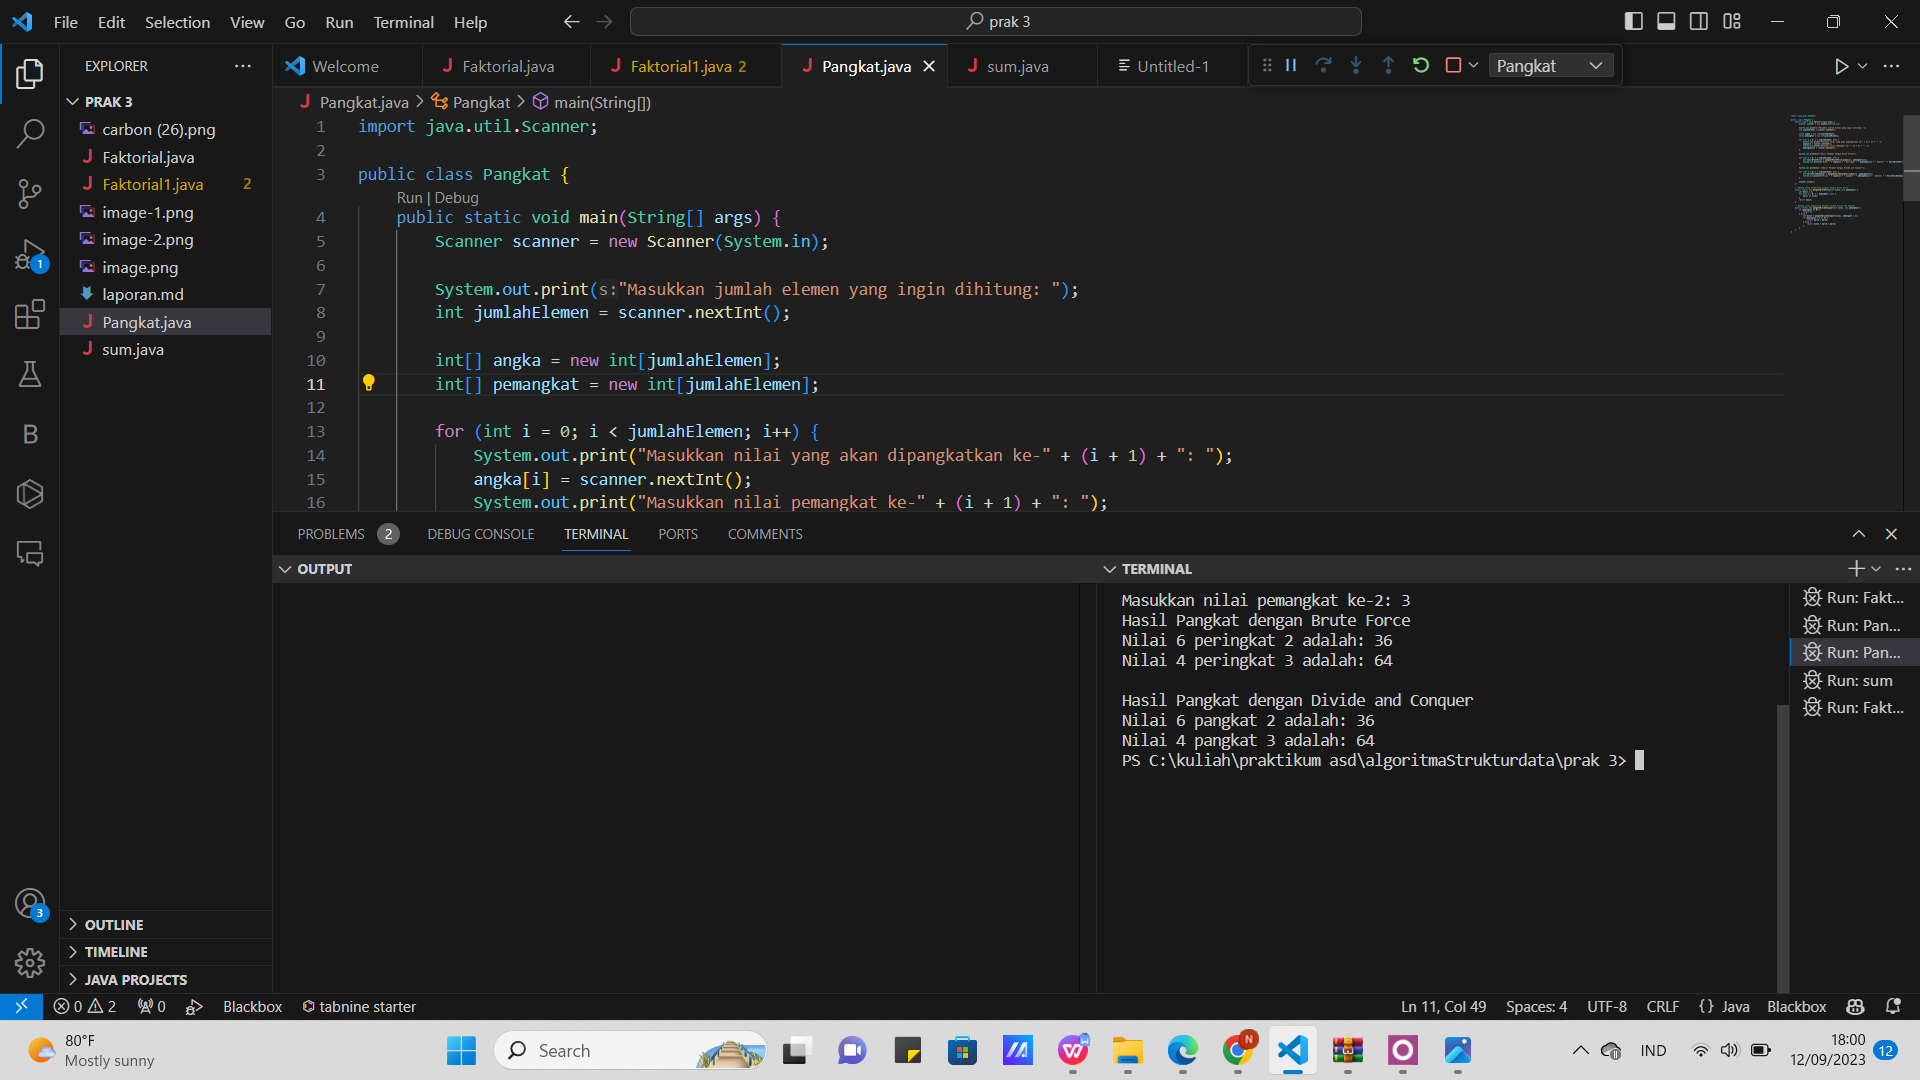 File Edit Selection View Go Run Terminal Help
prak 3
EXPLORER
PRAK 3
carbon (26).png
Faktorial.java
Faktorial1.java 2
image-1.png
image-2.png
image.png
laporan.md
Pangkat.java
sum.java
OUTLINE
TIMELINE
JAVA PROJECTS
Welcome Faktorial.java Faktorial1.java 2 Pangkat.java sum.java Untitled-1 Pangkat
Pangkat.java > Pangkat > main(String[])
1 import java.util.Scanner;
2
3 public class Pangkat {
Run | Debug
4 public static void main(String[] args) {
5 Scanner scanner = new Scanner(System.in);
6
7 System.out.print(s:"Masukkan jumlah elemen yang ingin dihitung: ");
8 int jumlahElemen = scanner.nextInt();
9
10 int[] angka = new int[jumlahElemen];
11 int[] pemangkat = new int[jumlahElemen];
12
13 for (int i = 0; i < jumlahElemen; i++) {
14 System.out.print("Masukkan nilai yang akan dipangkatkan ke-" + (i + 1) + ": ");
15 angka[i] = scanner.nextInt();
16 System.out.print("Masukkan nilai pemangkat ke-" + (i + 1) + ": ");
PROBLEMS 2 DEBUG CONSOLE TERMINAL PORTS COMMENTS
OUTPUT
TERMINAL
Masukkan nilai pemangkat ke-2: 3
Hasil Pangkat dengan Brute Force
Nilai 6 peringkat 2 adalah: 36
Nilai 4 peringkat 3 adalah: 64
Hasil Pangkat dengan Divide and Conquer
Nilai 6 pangkat 2 adalah: 36
Nilai 4 pangkat 3 adalah: 64
PS C:\kuliah\praktikum asd\algoritmaStrukturdata\prak 3>
Run: Fakt...
Run: Pan...
Run: Pan...
Run: sum
Run: Fakt...
1
B
3
0 2 0 Blackbox tabnine starter
Ln 11, Col 49 Spaces: 4 UTF-8 CRLF {} Java Blackbox
80°F
Mostly sunny
Search
N
IND
18:00
12/09/2023
12